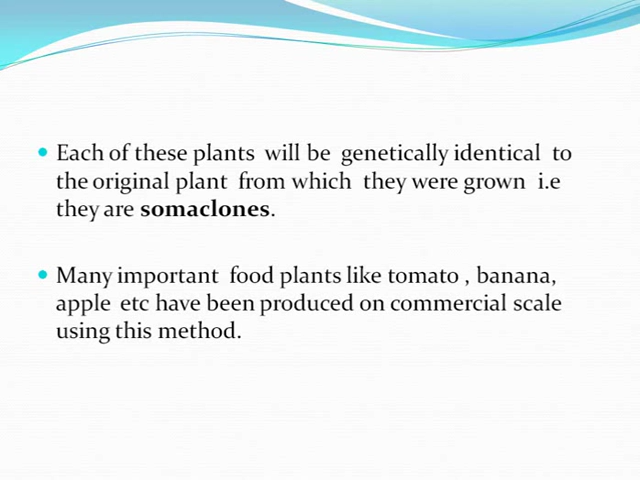 • Each of these plants will be genetically identical to
the original plant from which they were grown i.e
they are somaclones.
• Many important food plants like tomato , banana,
apple etc have been produced on commercial scale
using this method.